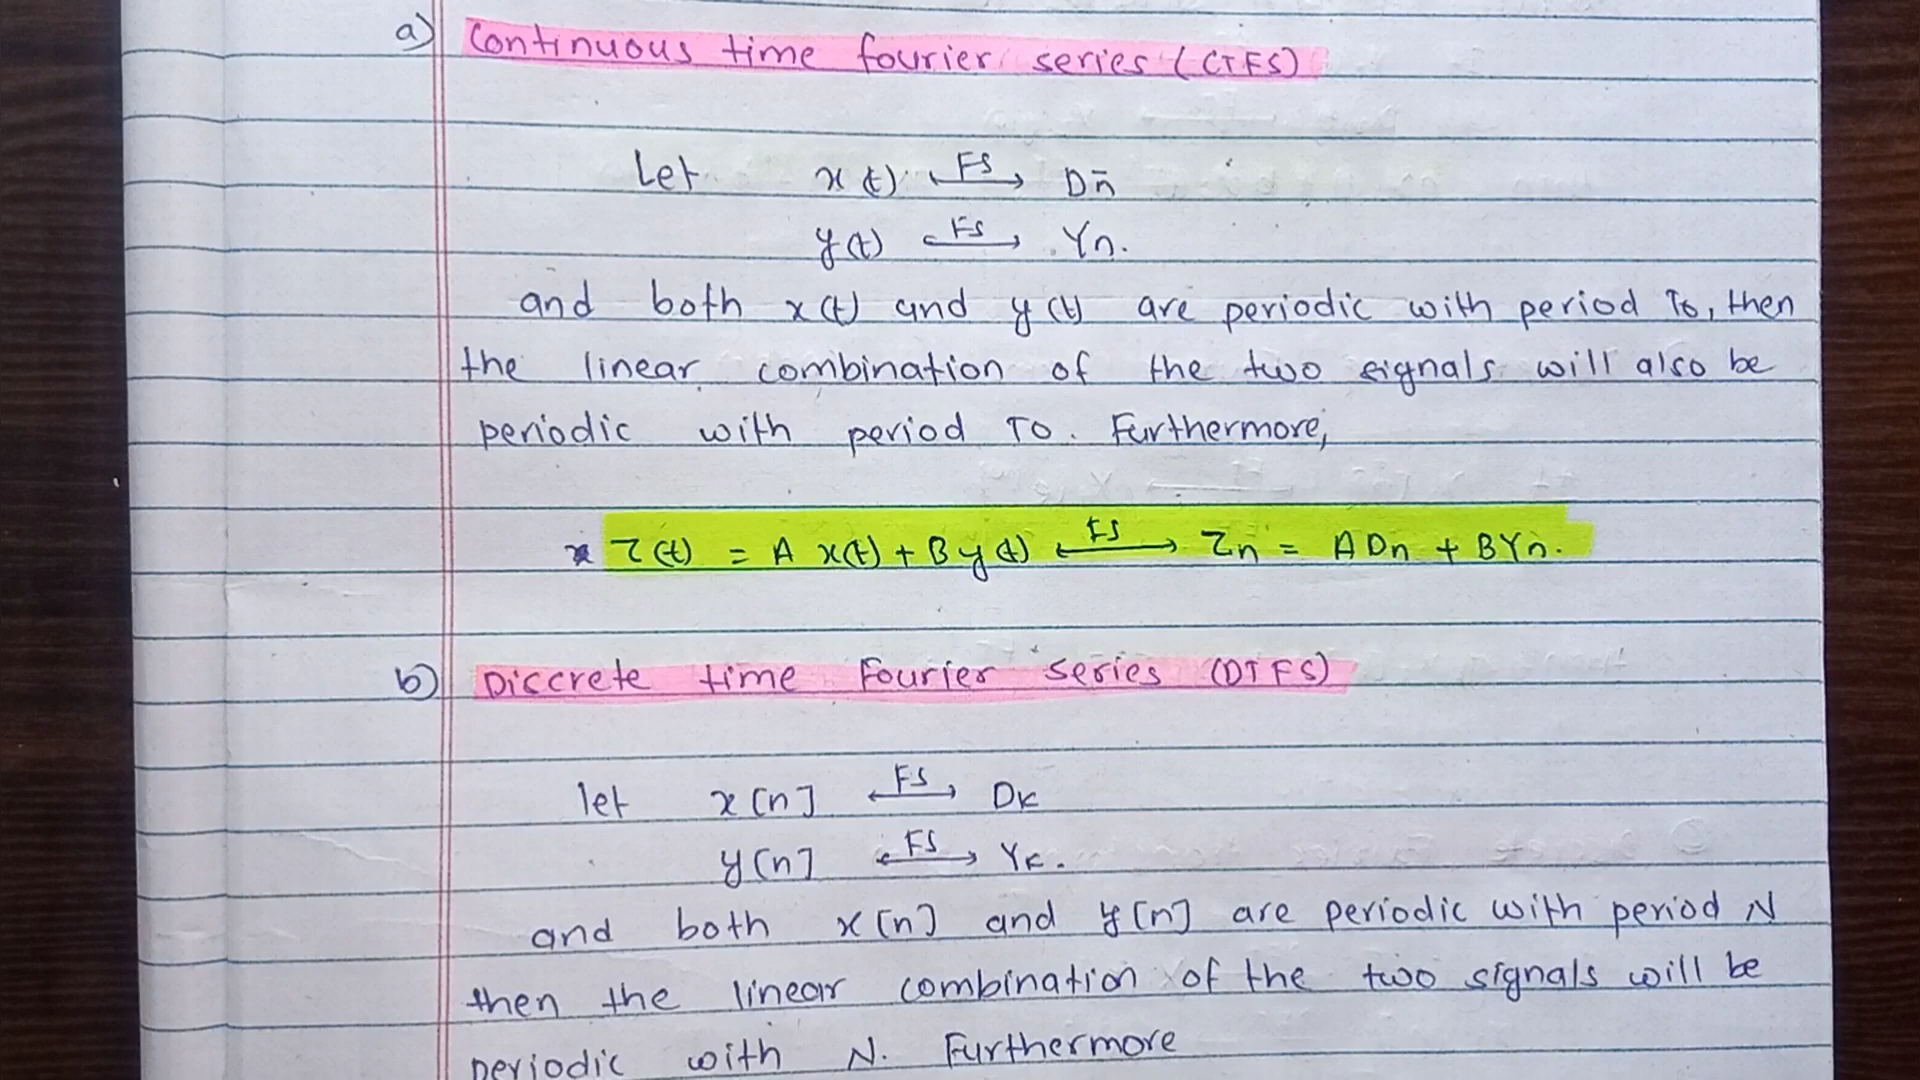 a) Continuous time fourier series (CTFS)
Let x(t) ←FS→ Dn
y(t) ←FS→ Yn.
and both x(t) and y(t) are periodic with period To, then
the linear combination of the two signals will also be
periodic with period To. Furthermore,
Z(t) = A x(t) + B y(t) ←FS→ Zn = A Dn + B Yn.
b) Discrete time Fourier series (DTFS)
let x[n] ←FS→ Dk
y[n] ←FS→ Yk.
and both x[n] and y[n] are periodic with period N
then the linear combination of the two signals will be
periodic with N. Furthermore